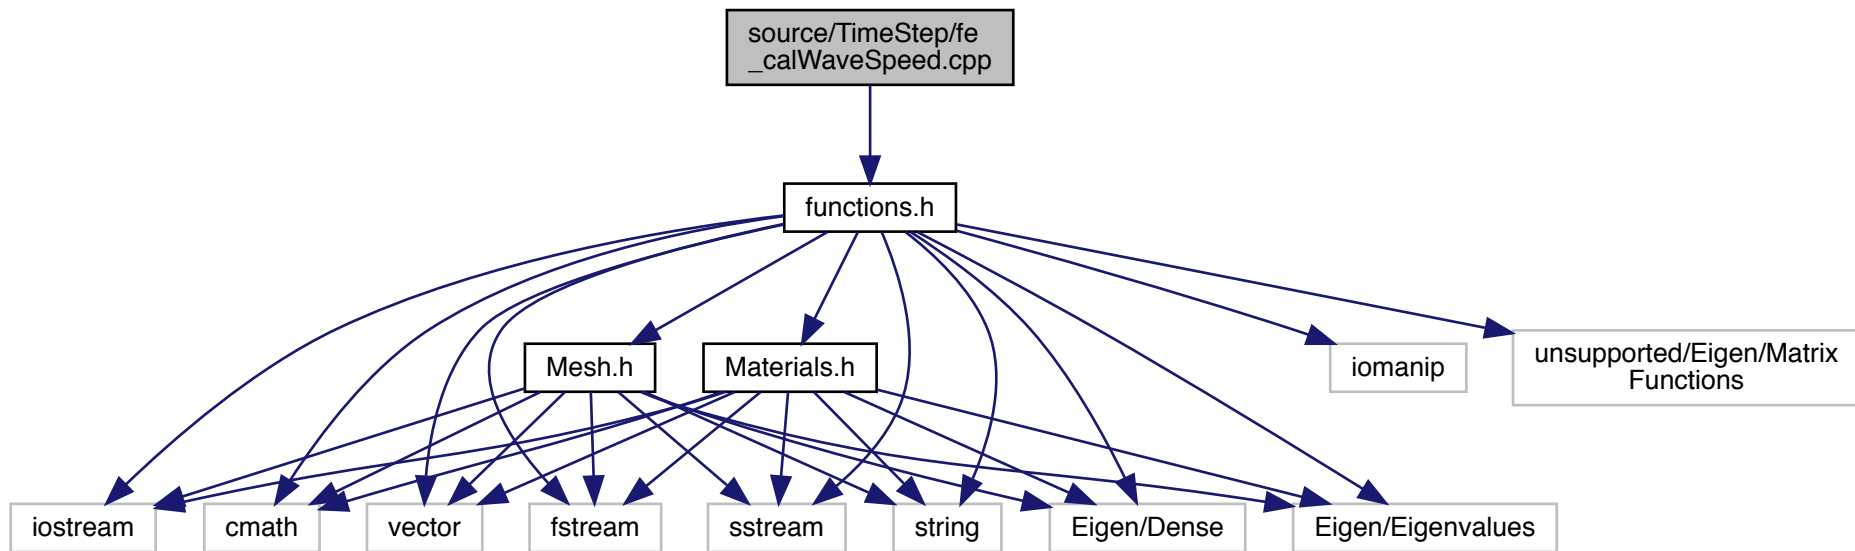 source/TimeStep/fe
_calWaveSpeed.cpp
functions.h
Mesh.h
Materials.h
iomanip
unsupported/Eigen/Matrix
Functions
iostream
cmath
vector
fstream
sstream
string
Eigen/Dense
Eigen/Eigenvalues